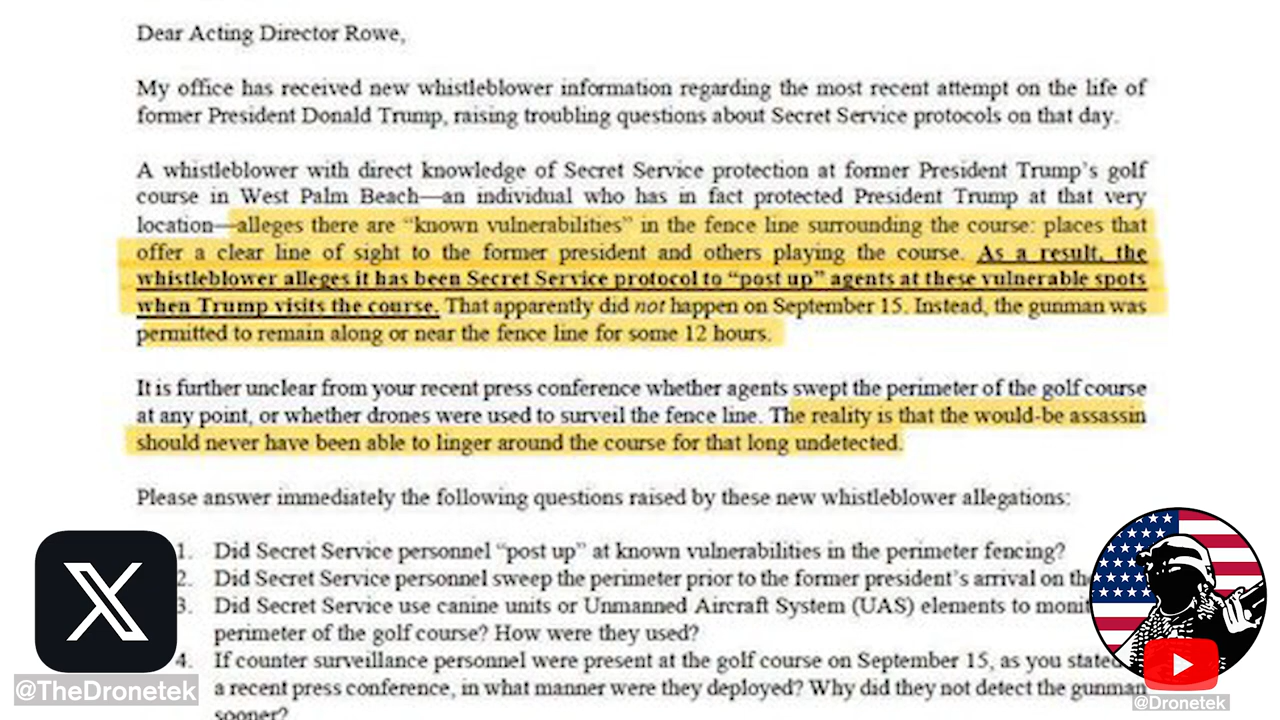 Dear Acting Director Rowe,
My office has received new whistleblower information regarding the most recent attempt on the life of
former President Donald Trump, raising troubling questions about Secret Service protocols on that day.
A whistleblower with direct knowledge of Secret Service protection at former President Trump's golf
course in West Palm Beach—an individual who has in fact protected President Trump at that very
location—alleges there are “known vulnerabilities” in the fence line surrounding the course: places that
offer a clear line of sight to the former president and others playing the course. As a result, the
whistleblower alleges it has been Secret Service protocol to “post up” agents at these vulnerable spots
when Trump visits the course. That apparently did not happen on September 15. Instead, the gunman was
permitted to remain along or near the fence line for some 12 hours.
It is further unclear from your recent press conference whether agents swept the perimeter of the golf course
at any point, or whether drones were used to surveil the fence line. The reality is that the would-be assassin
should never have been able to linger around the course for that long undetected.
Please answer immediately the following questions raised by these new whistleblower allegations:
1. Did Secret Service personnel “post up” at known vulnerabilities in the perimeter fencing?
2. Did Secret Service personnel sweep the perimeter prior to the former president's arrival on
3. Did Secret Service use canine units or Unmanned Aircraft System (UAS) elements to
perimeter of the golf course? How were they used?
4. If counter surveillance personnel were present at the golf course on September 15, as you stated
a recent press conference, in what manner were they deployed? Why did they not detect the gunman
sooner?
X
@TheDronetek
@Dronetek